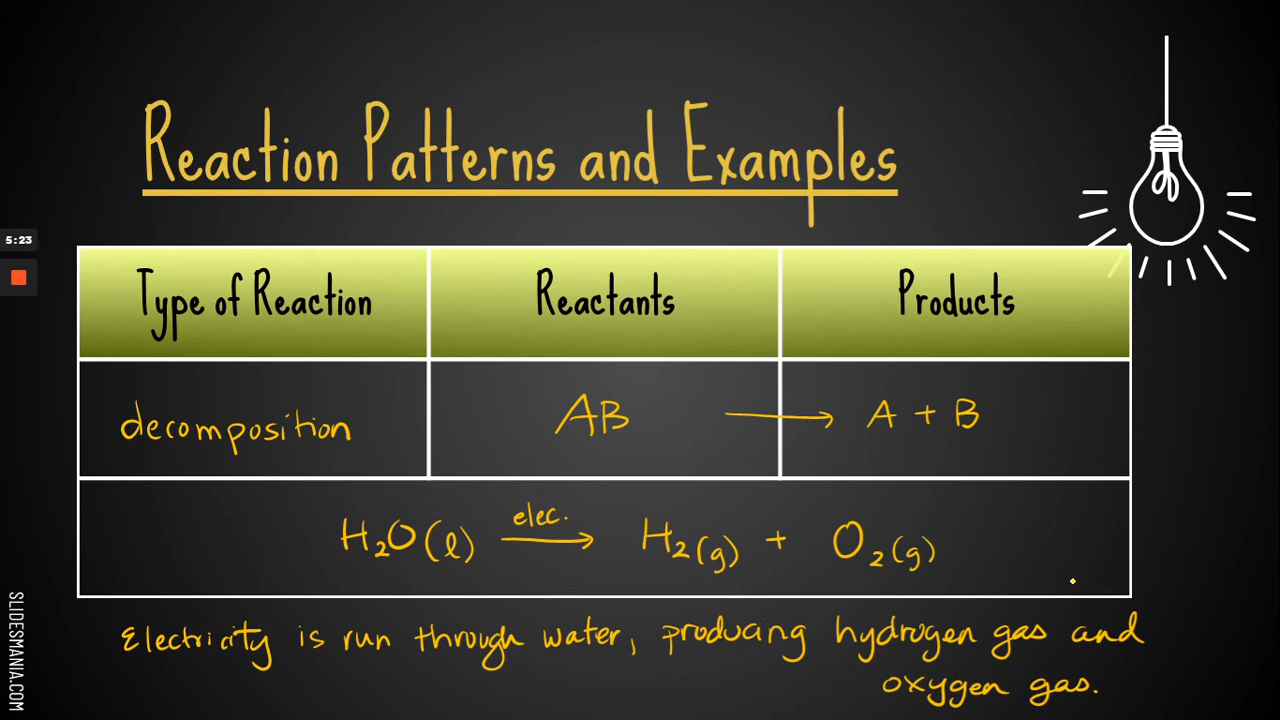 Reaction Patterns and Examples
5:23
Type of Reaction Reactants Products
decomposition AB ⟶ A + B
elec.
H₂O(l) ⟶ H₂(g) + O₂(g)
Electricity is run through water, producing hydrogen gas and
oxygen gas.
SLIDESMANIA.COM